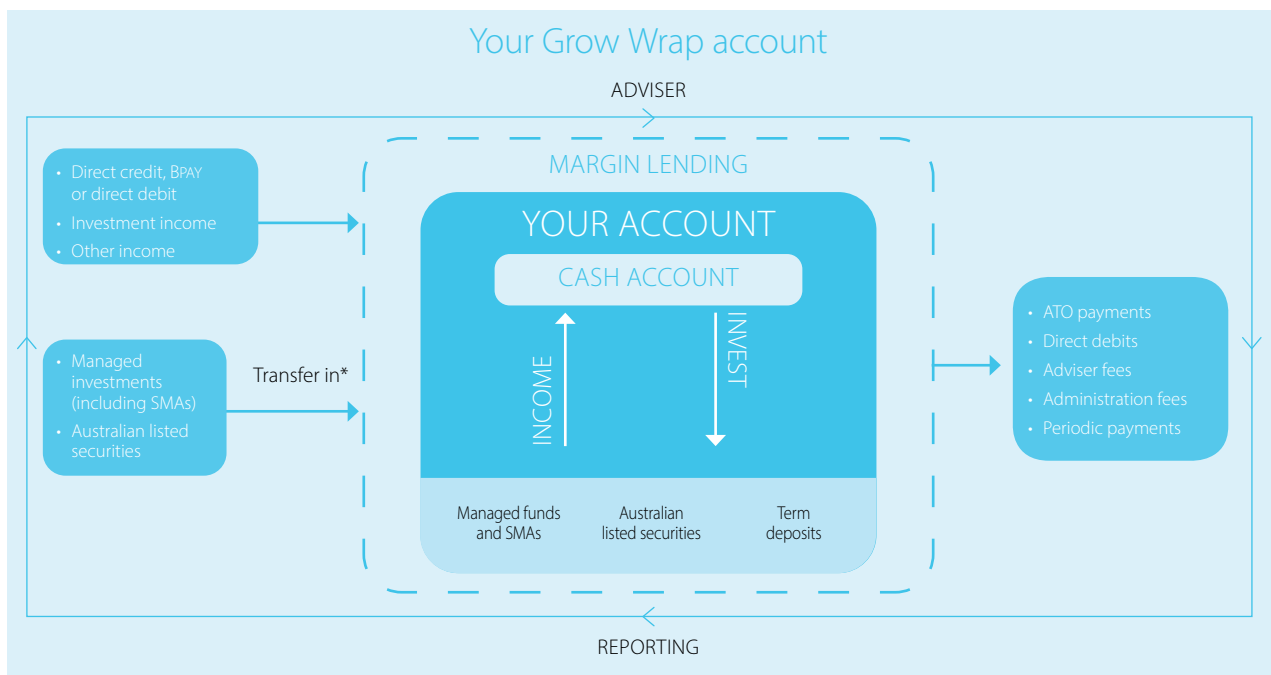 Your Grow Wrap account
ADVISER
• Direct credit, BPAY
or direct debit
• Investment income
• Other income
• Managed
investments
(including SMAs)
• Australian listed
securities
Transfer in*
MARGIN LENDING
YOUR ACCOUNT
CASH ACCOUNT
INCOME
INVEST
Managed funds
and SMAs
Australian
listed securities
Term
deposits
• ATO payments
• Direct debits
• Adviser fees
• Administration fees
• Periodic payments
REPORTING